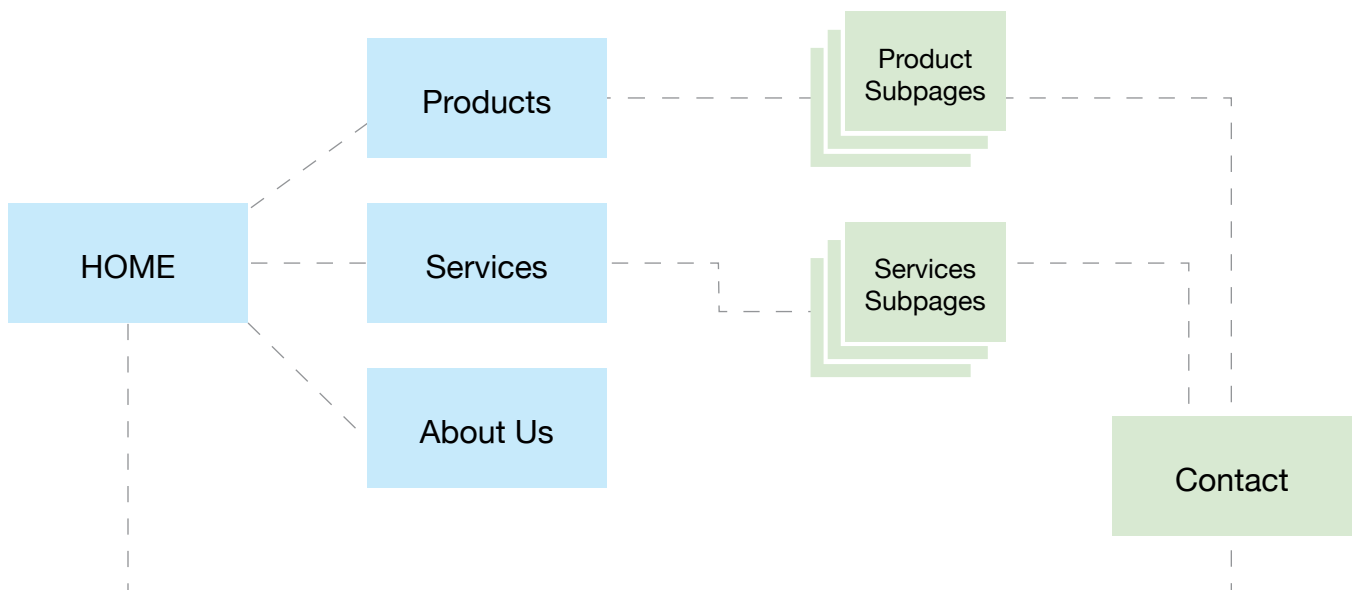 Product
Subpages
Products
HOME
Services
Services
Subpages
About Us
Contact